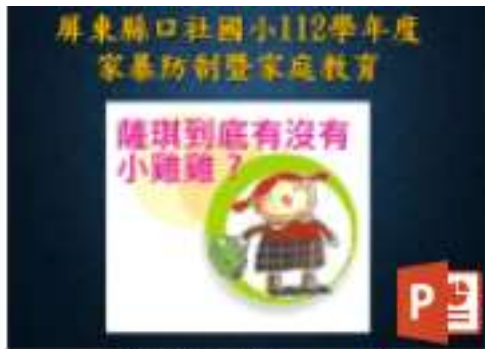 屏東縣口社國小112學年度
家暴防制暨家庭教育
薩琪到底有沒有
小雞雞？
P